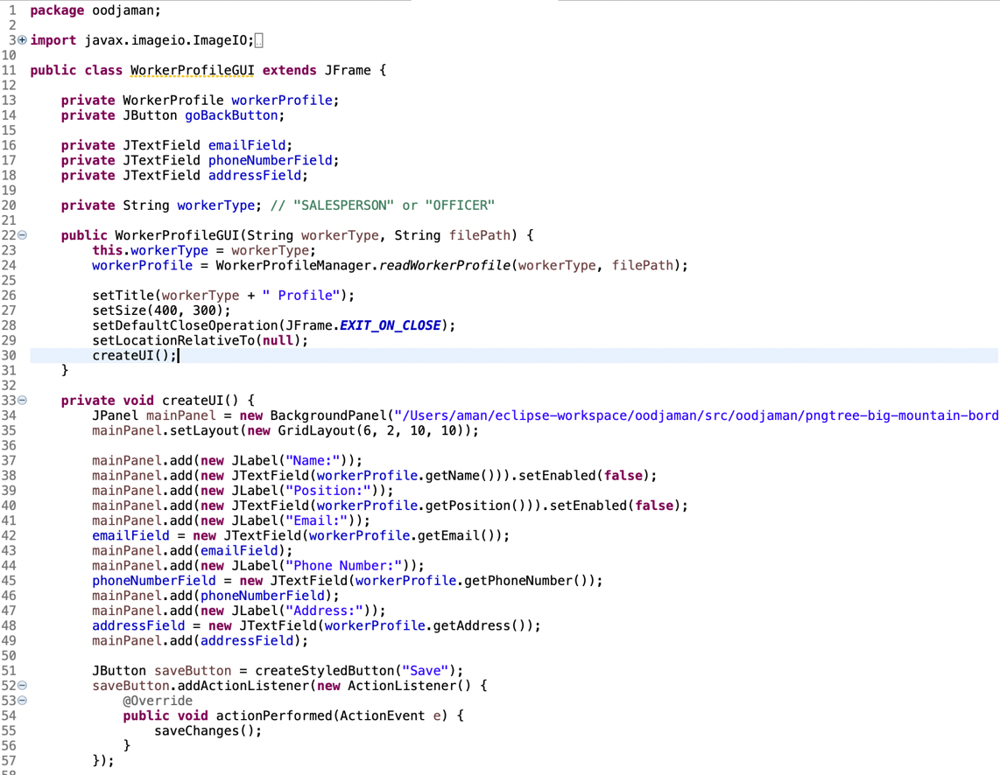 1 package oodjaman;
2
3 import javax.imageio.ImageIO;
10
11 public class WorkerProfileGUI extends JFrame {
12
13     private WorkerProfile workerProfile;
14     private JButton goBackButton;
15
16     private JTextField emailField;
17     private JTextField phoneNumberField;
18     private JTextField addressField;
19
20     private String workerType; // "SALESPERSON" or "OFFICER"
21
22     public WorkerProfileGUI(String workerType, String filePath) {
23         this.workerType = workerType;
24         workerProfile = WorkerProfileManager.readWorkerProfile(workerType, filePath);
25
26         setTitle(workerType + " Profile");
27         setSize(400, 300);
28         setDefaultCloseOperation(JFrame.EXIT_ON_CLOSE);
29         setLocationRelativeTo(null);
30         createUI();
31     }
32
33     private void createUI() {
34         JPanel mainPanel = new BackgroundPanel("/Users/aman/eclipse-workspace/oodjaman/src/oodjaman/pngtree-big-mountain-bord
35         mainPanel.setLayout(new GridLayout(6, 2, 10, 10));
36
37         mainPanel.add(new JLabel("Name:"));
38         mainPanel.add(new JTextField(workerProfile.getName())).setEnabled(false);
39         mainPanel.add(new JLabel("Position:"));
40         mainPanel.add(new JTextField(workerProfile.getPosition())).setEnabled(false);
41         mainPanel.add(new JLabel("Email:"));
42         emailField = new JTextField(workerProfile.getEmail());
43         mainPanel.add(emailField);
44         mainPanel.add(new JLabel("Phone Number:"));
45         phoneNumberField = new JTextField(workerProfile.getPhoneNumber());
46         mainPanel.add(phoneNumberField);
47         mainPanel.add(new JLabel("Address:"));
48         addressField = new JTextField(workerProfile.getAddress());
49         mainPanel.add(addressField);
50
51         JButton saveButton = createStyledButton("Save");
52         saveButton.addActionListener(new ActionListener() {
53             @Override
54             public void actionPerformed(ActionEvent e) {
55                 saveChanges();
56             }
57         });
58